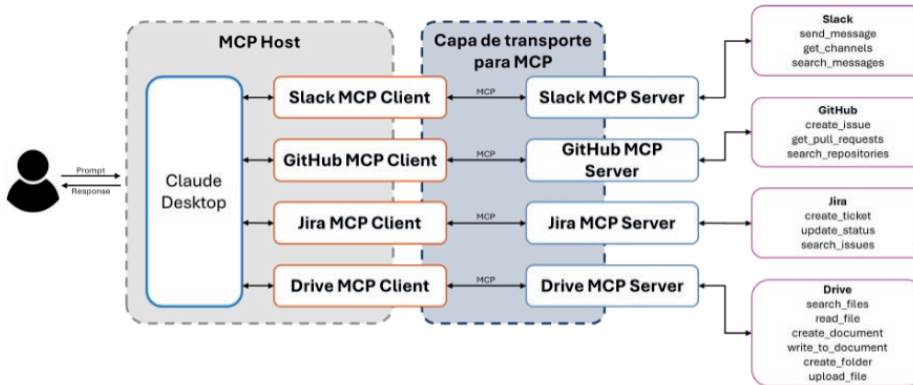 MCP Host
Capa de transporte
para MCP
Prompt
Response
Claude
Desktop
Slack MCP Client
MCP
Slack MCP Server
GitHub MCP Client
MCP
GitHub MCP
Server
Jira MCP Client
MCP
Jira MCP Server
Drive MCP Client
MCP
Drive MCP Server
Slack
send_message
get_channels
search_messages
GitHub
create_issue
get_pull_requests
search_repositories
Jira
create_ticket
update_status
search_issues
Drive
search_files
read_file
create_document
write_to_document
create_folder
upload_file